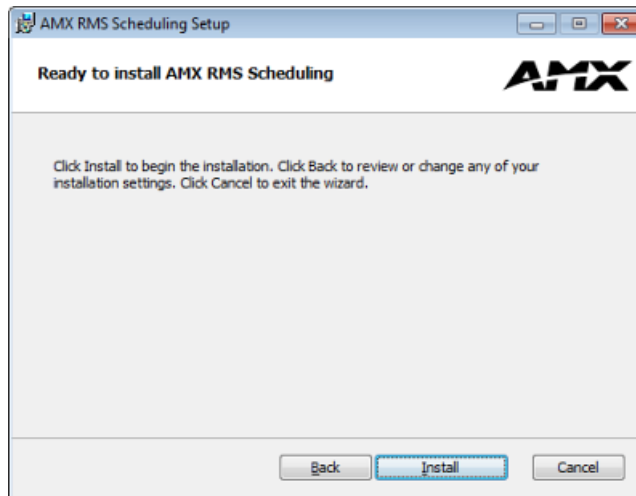 AMX RMS Scheduling Setup
Ready to install AMX RMS Scheduling
AMX
Click Install to begin the installation. Click Back to review or change any of your
installation settings. Click Cancel to exit the wizard.
Back Install Cancel